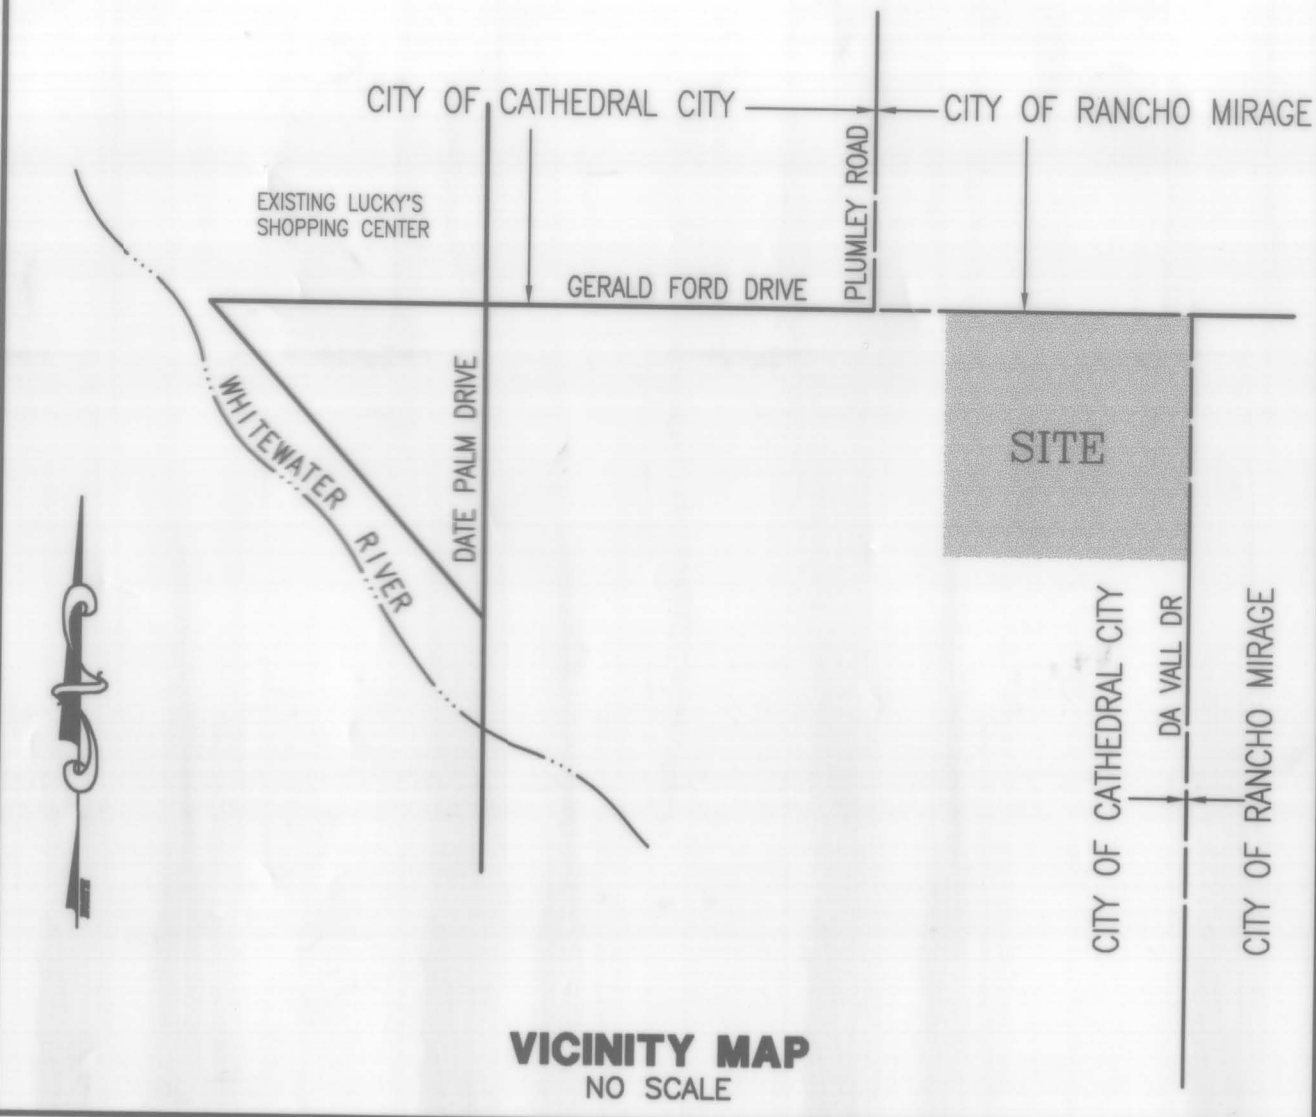 CITY OF CATHEDRAL CITY
CITY OF RANCHO MIRAGE
PLUMLEY ROAD
EXISTING LUCKY'S
SHOPPING CENTER
GERALD FORD DRIVE
DATE PALM DRIVE
WHITEWATER RIVER
SITE
CITY OF CATHEDRAL CITY
DA VALL DR
CITY OF RANCHO MIRAGE
VICINITY MAP
NO SCALE